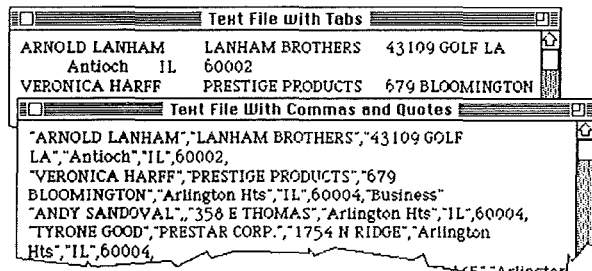 Text File with Tabs
ARNOLD LANHAM LANHAM BROTHERS 43109 GOLF LA
Antioch IL 60002
VERONICA HARFF PRESTIGE PRODUCTS 679 BLOOMINGTON
Text File With Commas and Quotes
"ARNOLD LANHAM","LANHAM BROTHERS","43109 GOLF
LA","Antioch","IL",60002,
"VERONICA HARFF","PRESTIGE PRODUCTS","679
BLOOMINGTON","Arlington Hts","IL",60004,"Business"
"ANDY SANDOVAL",,"358 E THOMAS","Arlington Hts","IL",60004,
"TYRONE GOOD","PRESTAR CORP.","1754 N RIDGE","Arlington
Hts","IL",60004,